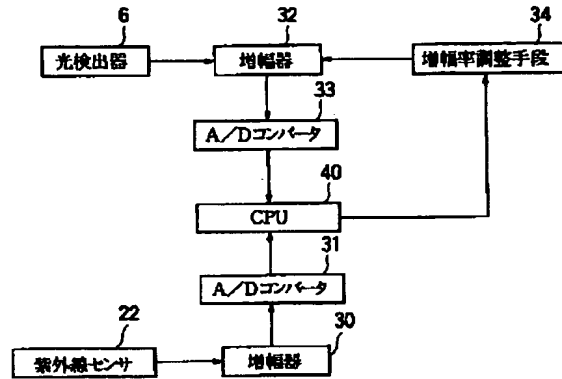 6
32
34
光検出器
増幅器
増幅率調整手段
33
A/Dコンバータ
40
CPU
31
A/Dコンバータ
22
紫外線センサ
増幅器
30